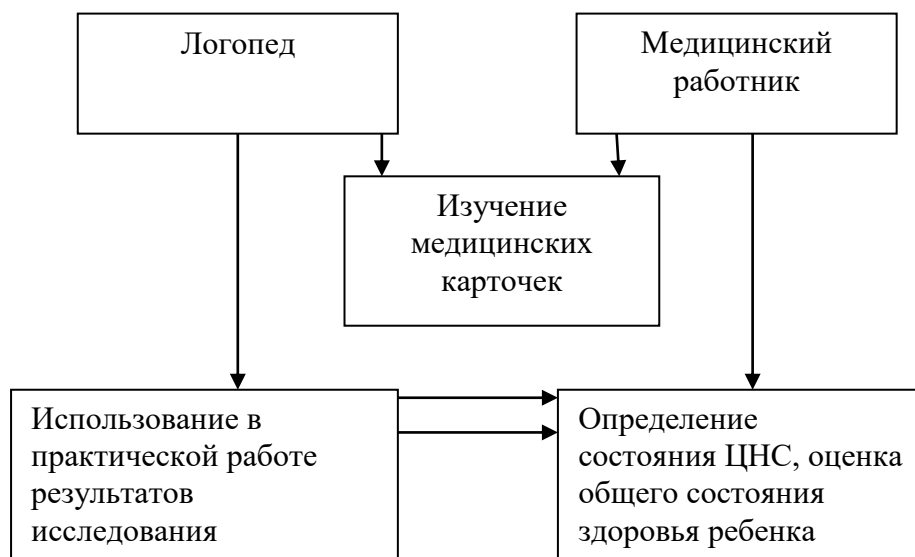 Логопед
Медицинский
работник
Изучение
медицинских
карточек
Использование в
практической работе
результатов
исследования
Определение
состояния ЦНС, оценка
общего состояния
здоровья ребенка